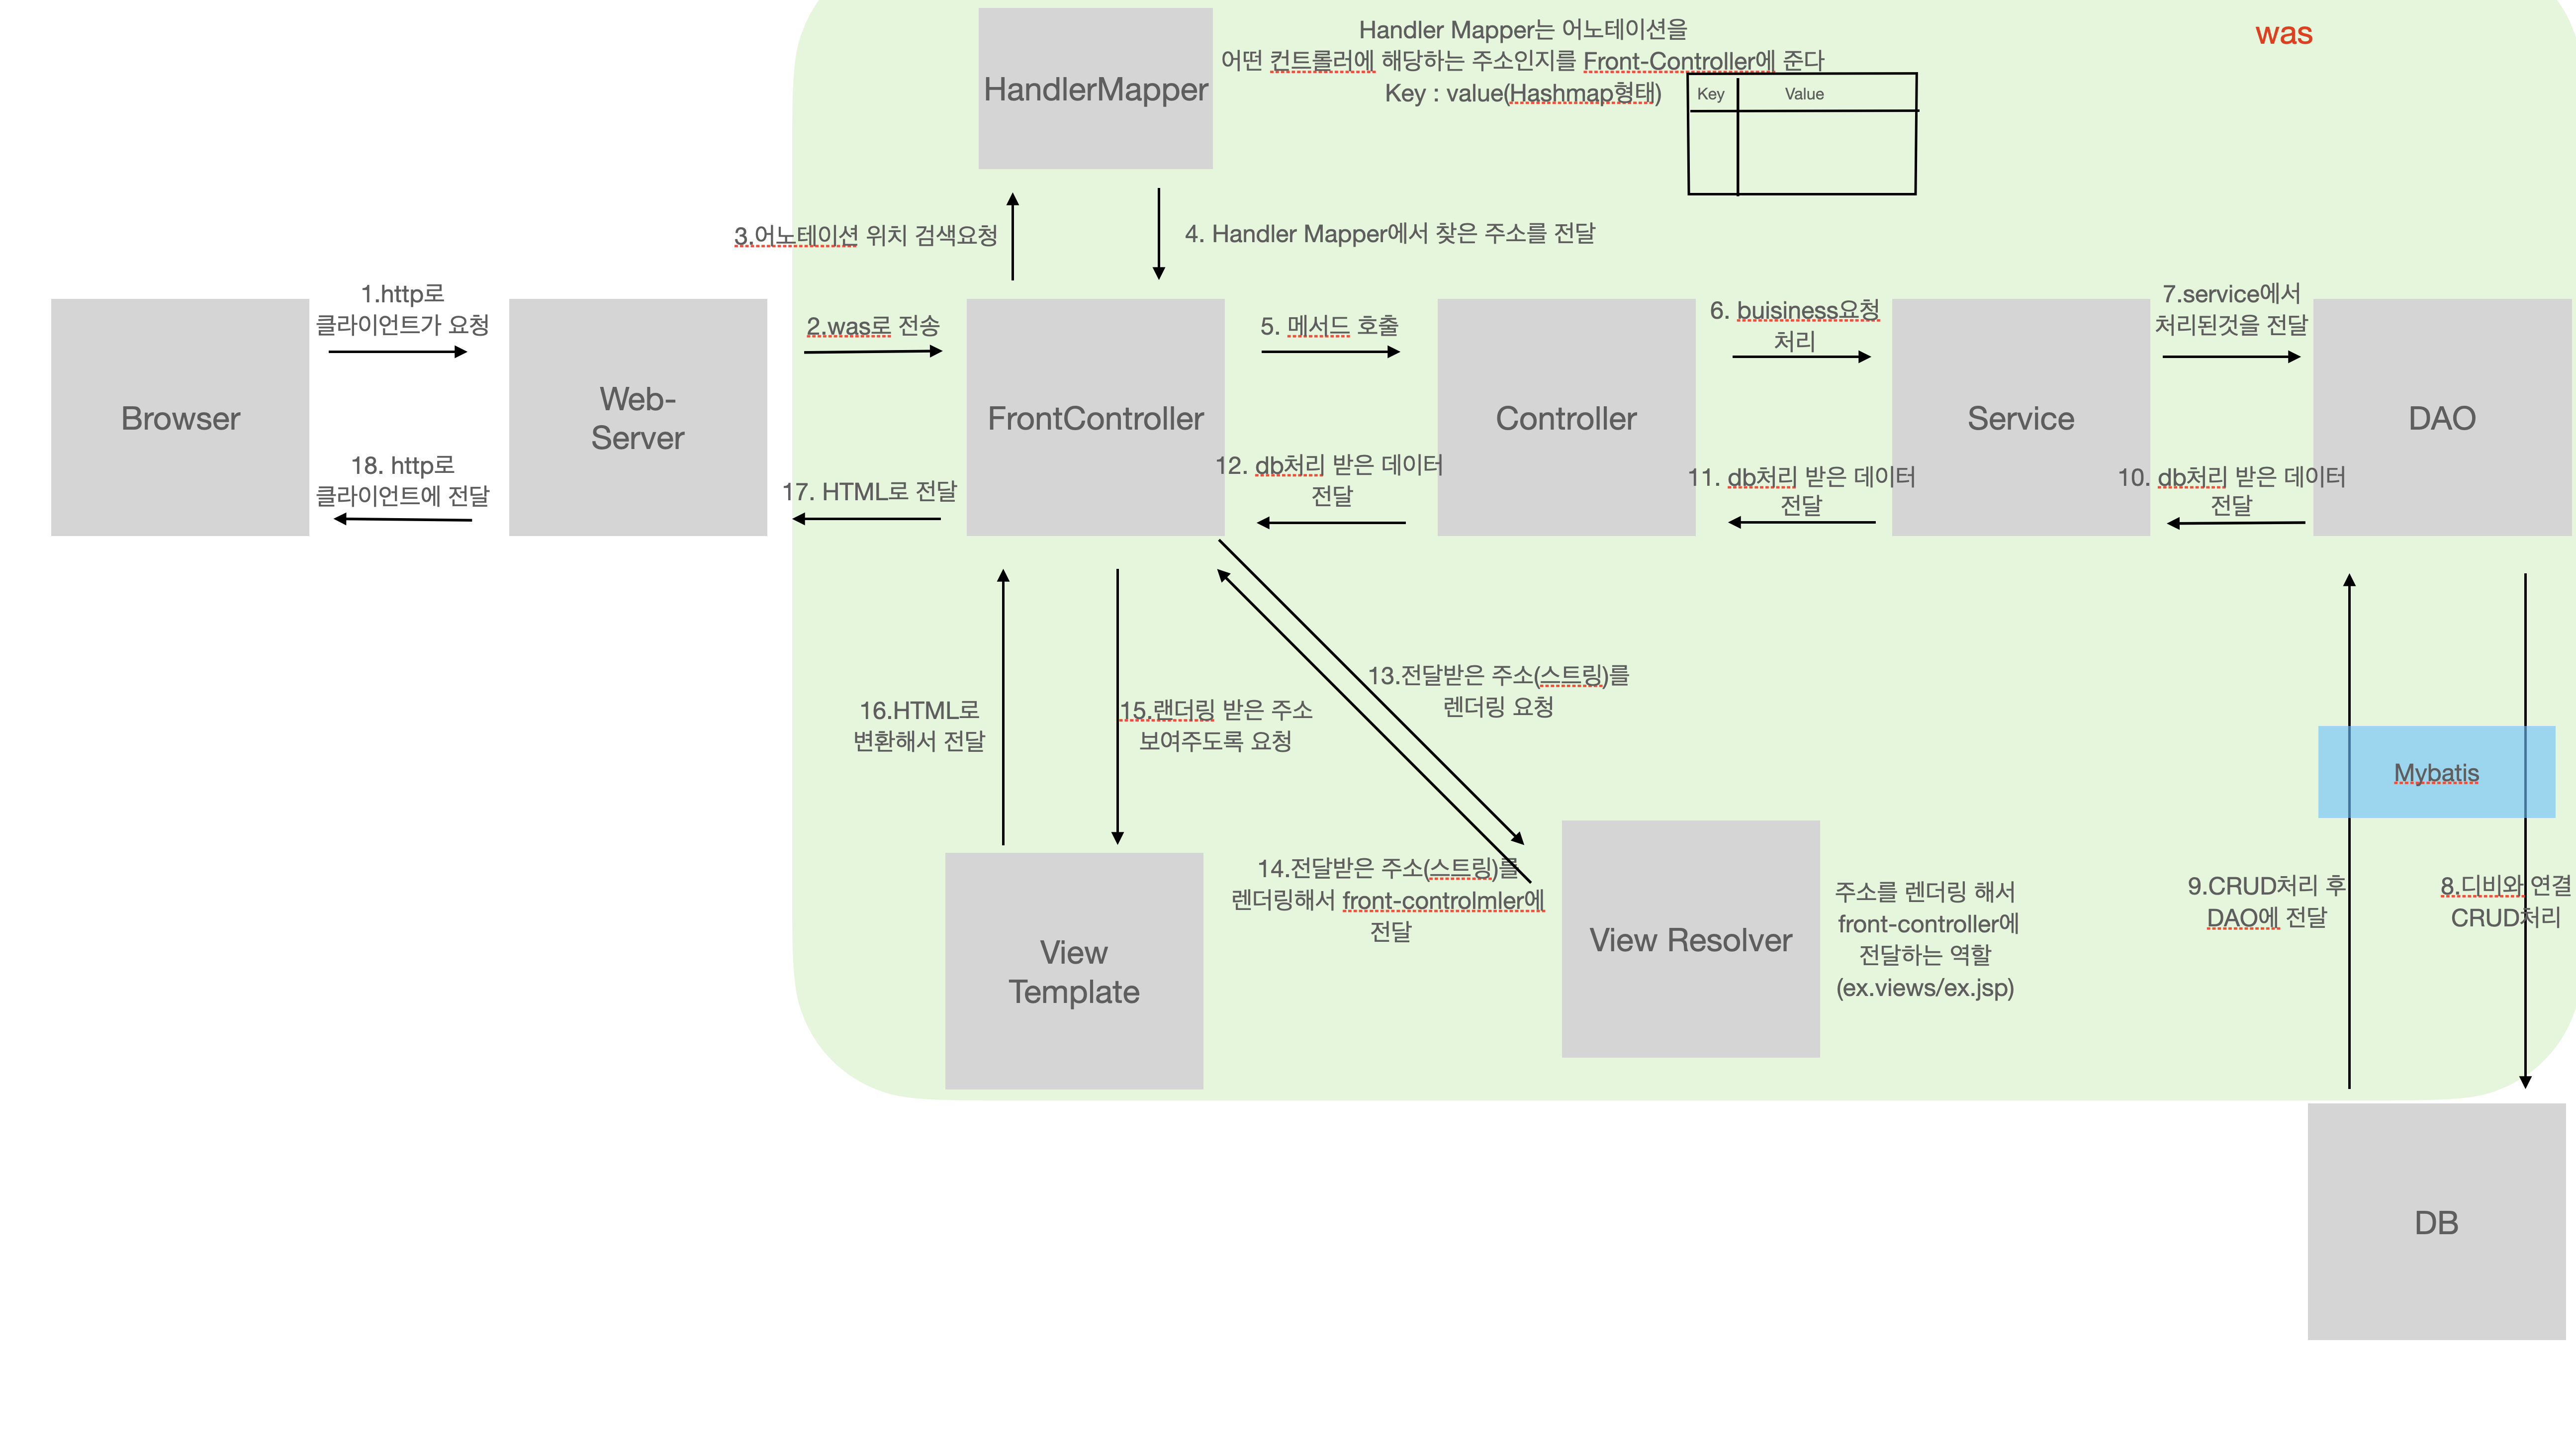 HandlerMapper
Handler Mapper는 어노테이션을
어떤 컨트롤러에 해당하는 주소인지를 Front-Controller에 준다
Key : value(Hashmap형태)
Key
Value
was
3.어노테이션 위치 검색요청
4. Handler Mapper에서 찾은 주소를 전달
Browser
1.http로
클라이언트가 요청
18. http로
클라이언트에 전달
Web-
Server
2.was로 전송
17. HTML로 전달
FrontController
5. 메서드 호출
12. db처리 받은 데이터
전달
Controller
6. buisiness요청
처리
11. db처리 받은 데이터
전달
Service
7.service에서
처리된것을 전달
10. db처리 받은 데이터
전달
DAO
16.HTML로
변환해서 전달
15.랜더링 받은 주소
보여주도록 요청
13.전달받은 주소(스트링)를
렌더링 요청
14.전달받은 주소(스트링)를
렌더링해서 front-controlmler에
전달
View
Template
View Resolver
주소를 렌더링 해서
front-controller에
전달하는 역할
(ex.views/ex.jsp)
Mybatis
9.CRUD처리 후
DAO에 전달
8.디비와 연결
CRUD처리
DB